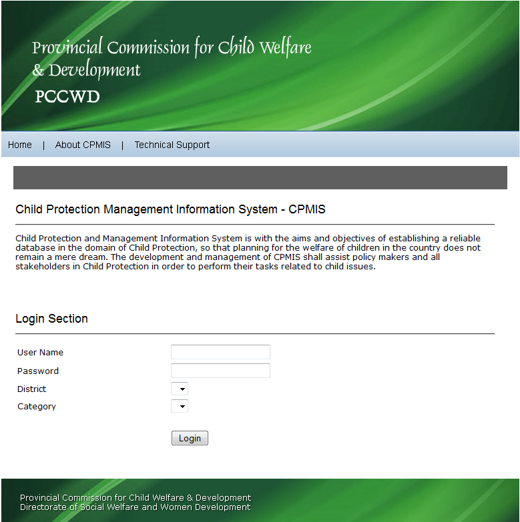 Provincial Commission for Child Welfare
& Development
PCCWD
Home | About CPMIS | Technical Support
Child Protection Management Information System - CPMIS
Child Protection and Management Information System is with the aims and objectives of establishing a reliable
database in the domain of Child Protection, so that planning for the welfare of children in the country does not
remain a mere dream. The development and management of CPMIS shall assist policy makers and all
stakeholders in Child Protection in order to perform their tasks related to child issues.
Login Section
User Name
Password
District
Category
Login
Provincial Commission for Child Welfare & Development
Directorate of Social Welfare and Women Development